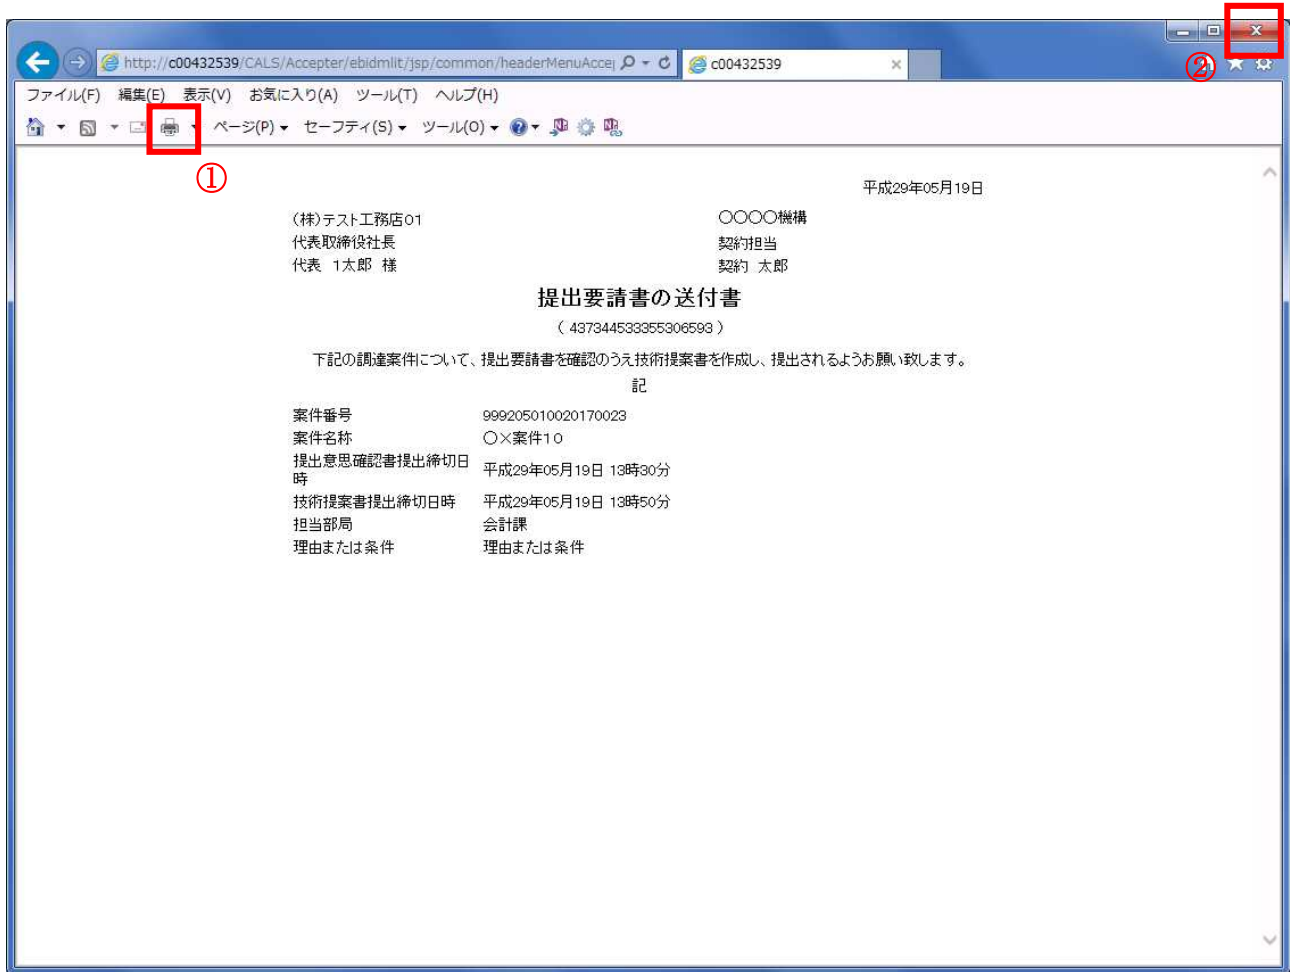 http://c00432539/CALS/Accepter/ebidmlit/jsp/common/headerMenuAccep
c00432539
②
ファイル(F) 編集(E) 表示(V) お気に入り(A) ツール(T) ヘルプ(H)
ページ(P) セーフティ(S) ツール(O)
①
平成29年05月19日
(株)テスト工務店01
〇〇〇〇機構
代表取締役社長
契約担当
代表 1太郎 様
契約 太郎
提出要請書の送付書
( 437344533355306593 )
下記の調達案件について、提出要請書を確認のうえ技術提案書を作成し、提出されるようお願い致します。
記
案件番号 999205010020170023
案件名称 〇×案件10
提出意思確認書提出締切日時 平成29年05月19日 13時30分
技術提案書提出締切日時 平成29年05月19日 13時50分
担当部局 会計課
理由または条件 理由または条件